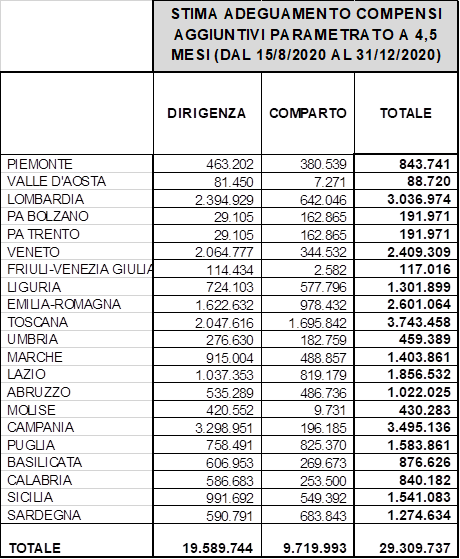 STIMA ADEGUAMENTO COMPENSI
AGGIUNTIVI PARAMETRATO A 4,5
MESI (DAL 15/8/2020 AL 31/12/2020)
DIRIGENZA COMPARTO TOTALE
PIEMONTE 463.202 380.539 843.741
VALLE D'AOSTA 81.450 7.271 88.720
LOMBARDIA 2.394.929 642.046 3.036.974
PA BOLZANO 29.105 162.865 191.971
PA TRENTO 29.105 162.865 191.971
VENETO 2.064.777 344.532 2.409.309
FRIULI-VENEZIA GIULIA 114.434 2.582 117.016
LIGURIA 724.103 577.796 1.301.899
EMILIA-ROMAGNA 1.622.632 978.432 2.601.064
TOSCANA 2.047.616 1.695.842 3.743.458
UMBRIA 276.630 182.759 459.389
MARCHE 915.004 488.857 1.403.861
LAZIO 1.037.353 819.179 1.856.532
ABRUZZO 535.289 486.736 1.022.025
MOLISE 420.552 9.731 430.283
CAMPANIA 3.298.951 196.185 3.495.136
PUGLIA 758.491 825.370 1.583.861
BASILICATA 606.953 269.673 876.626
CALABRIA 586.683 253.500 840.182
SICILIA 991.692 549.392 1.541.083
SARDEGNA 590.791 683.843 1.274.634
TOTALE 19.589.744 9.719.993 29.309.737